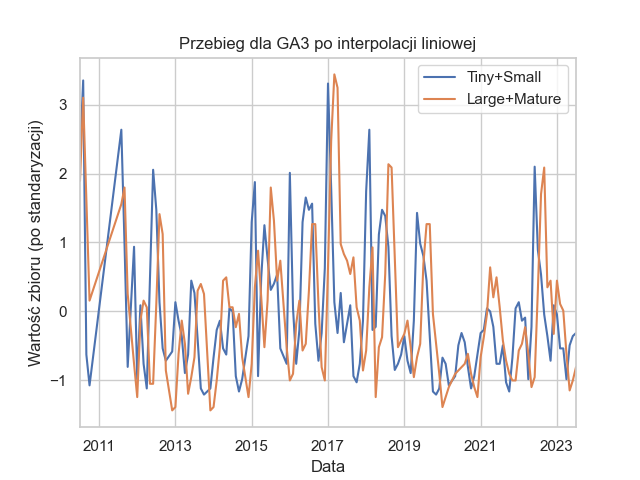 Przebieg dla GA3 po interpolacji liniowej
Tiny+Small
Large+Mature
Wartość zbioru (po standaryzacji)
3
2
1
0
−1
2011 2013 2015 2017 2019 2021 2023
Data